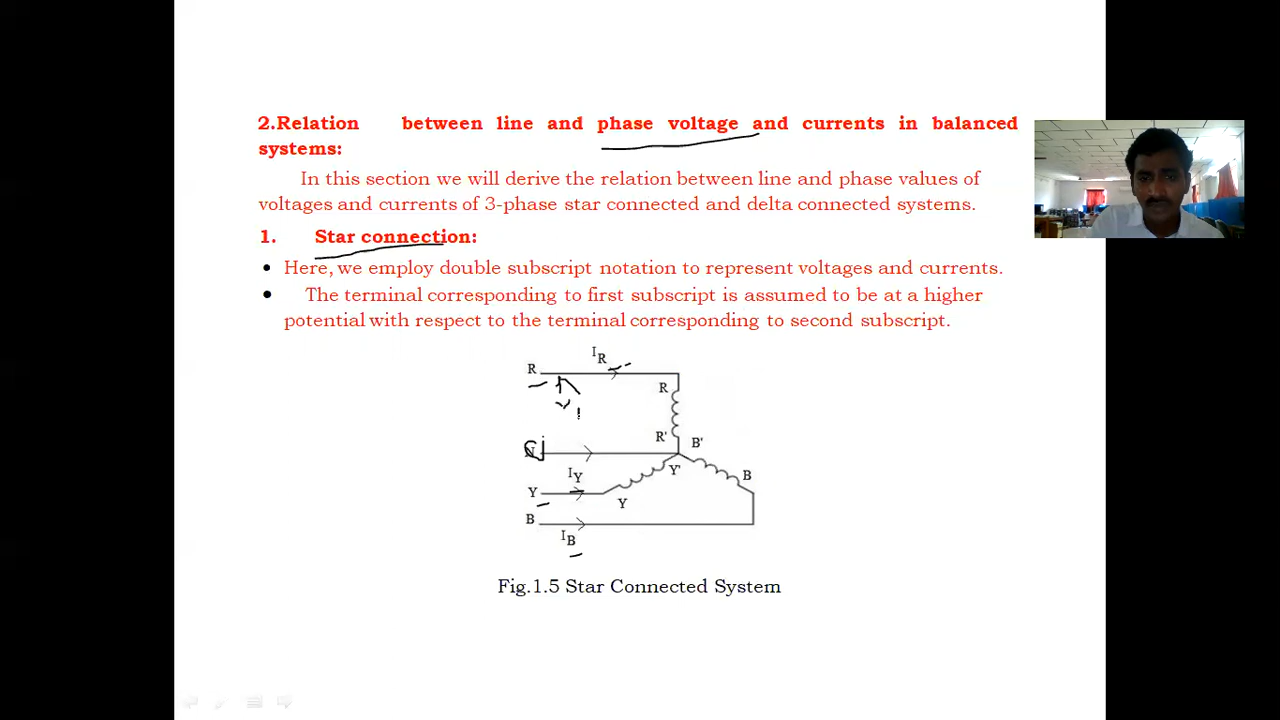 2.Relation between line and phase voltage and currents in balanced
systems:
In this section we will derive the relation between line and phase values of
voltages and currents of 3-phase star connected and delta connected systems.
1. Star connection:
• Here, we employ double subscript notation to represent voltages and currents.
• The terminal corresponding to first subscript is assumed to be at a higher
potential with respect to the terminal corresponding to second subscript.
IR
R
R
R' B'
N
IY
Y' B
Y
Y
B
IB
Fig.1.5 Star Connected System